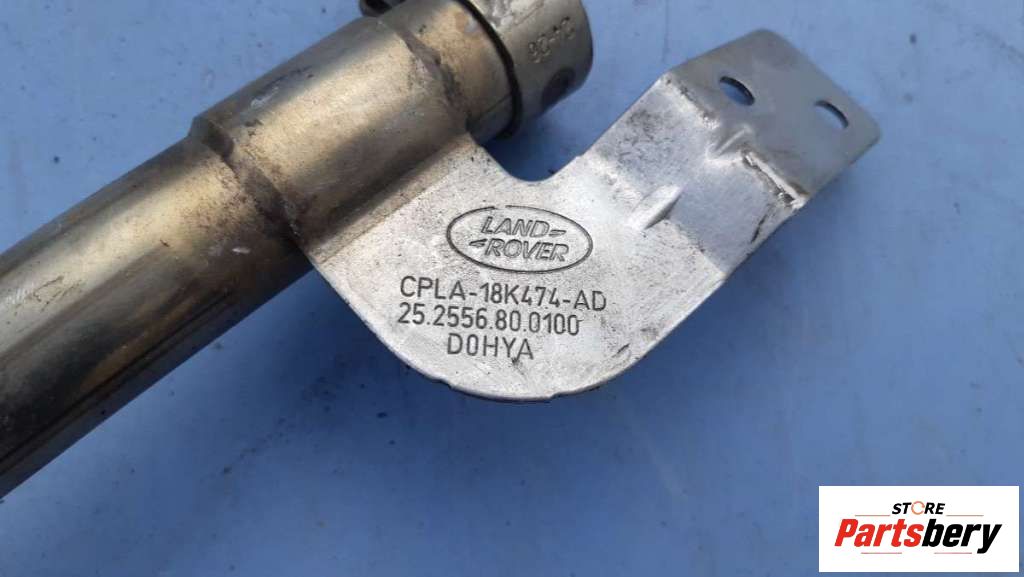 LAND
ROVER
CPLA-18K474-AD
25.2556.80.0100
D0HYA
STORE
Partsbery